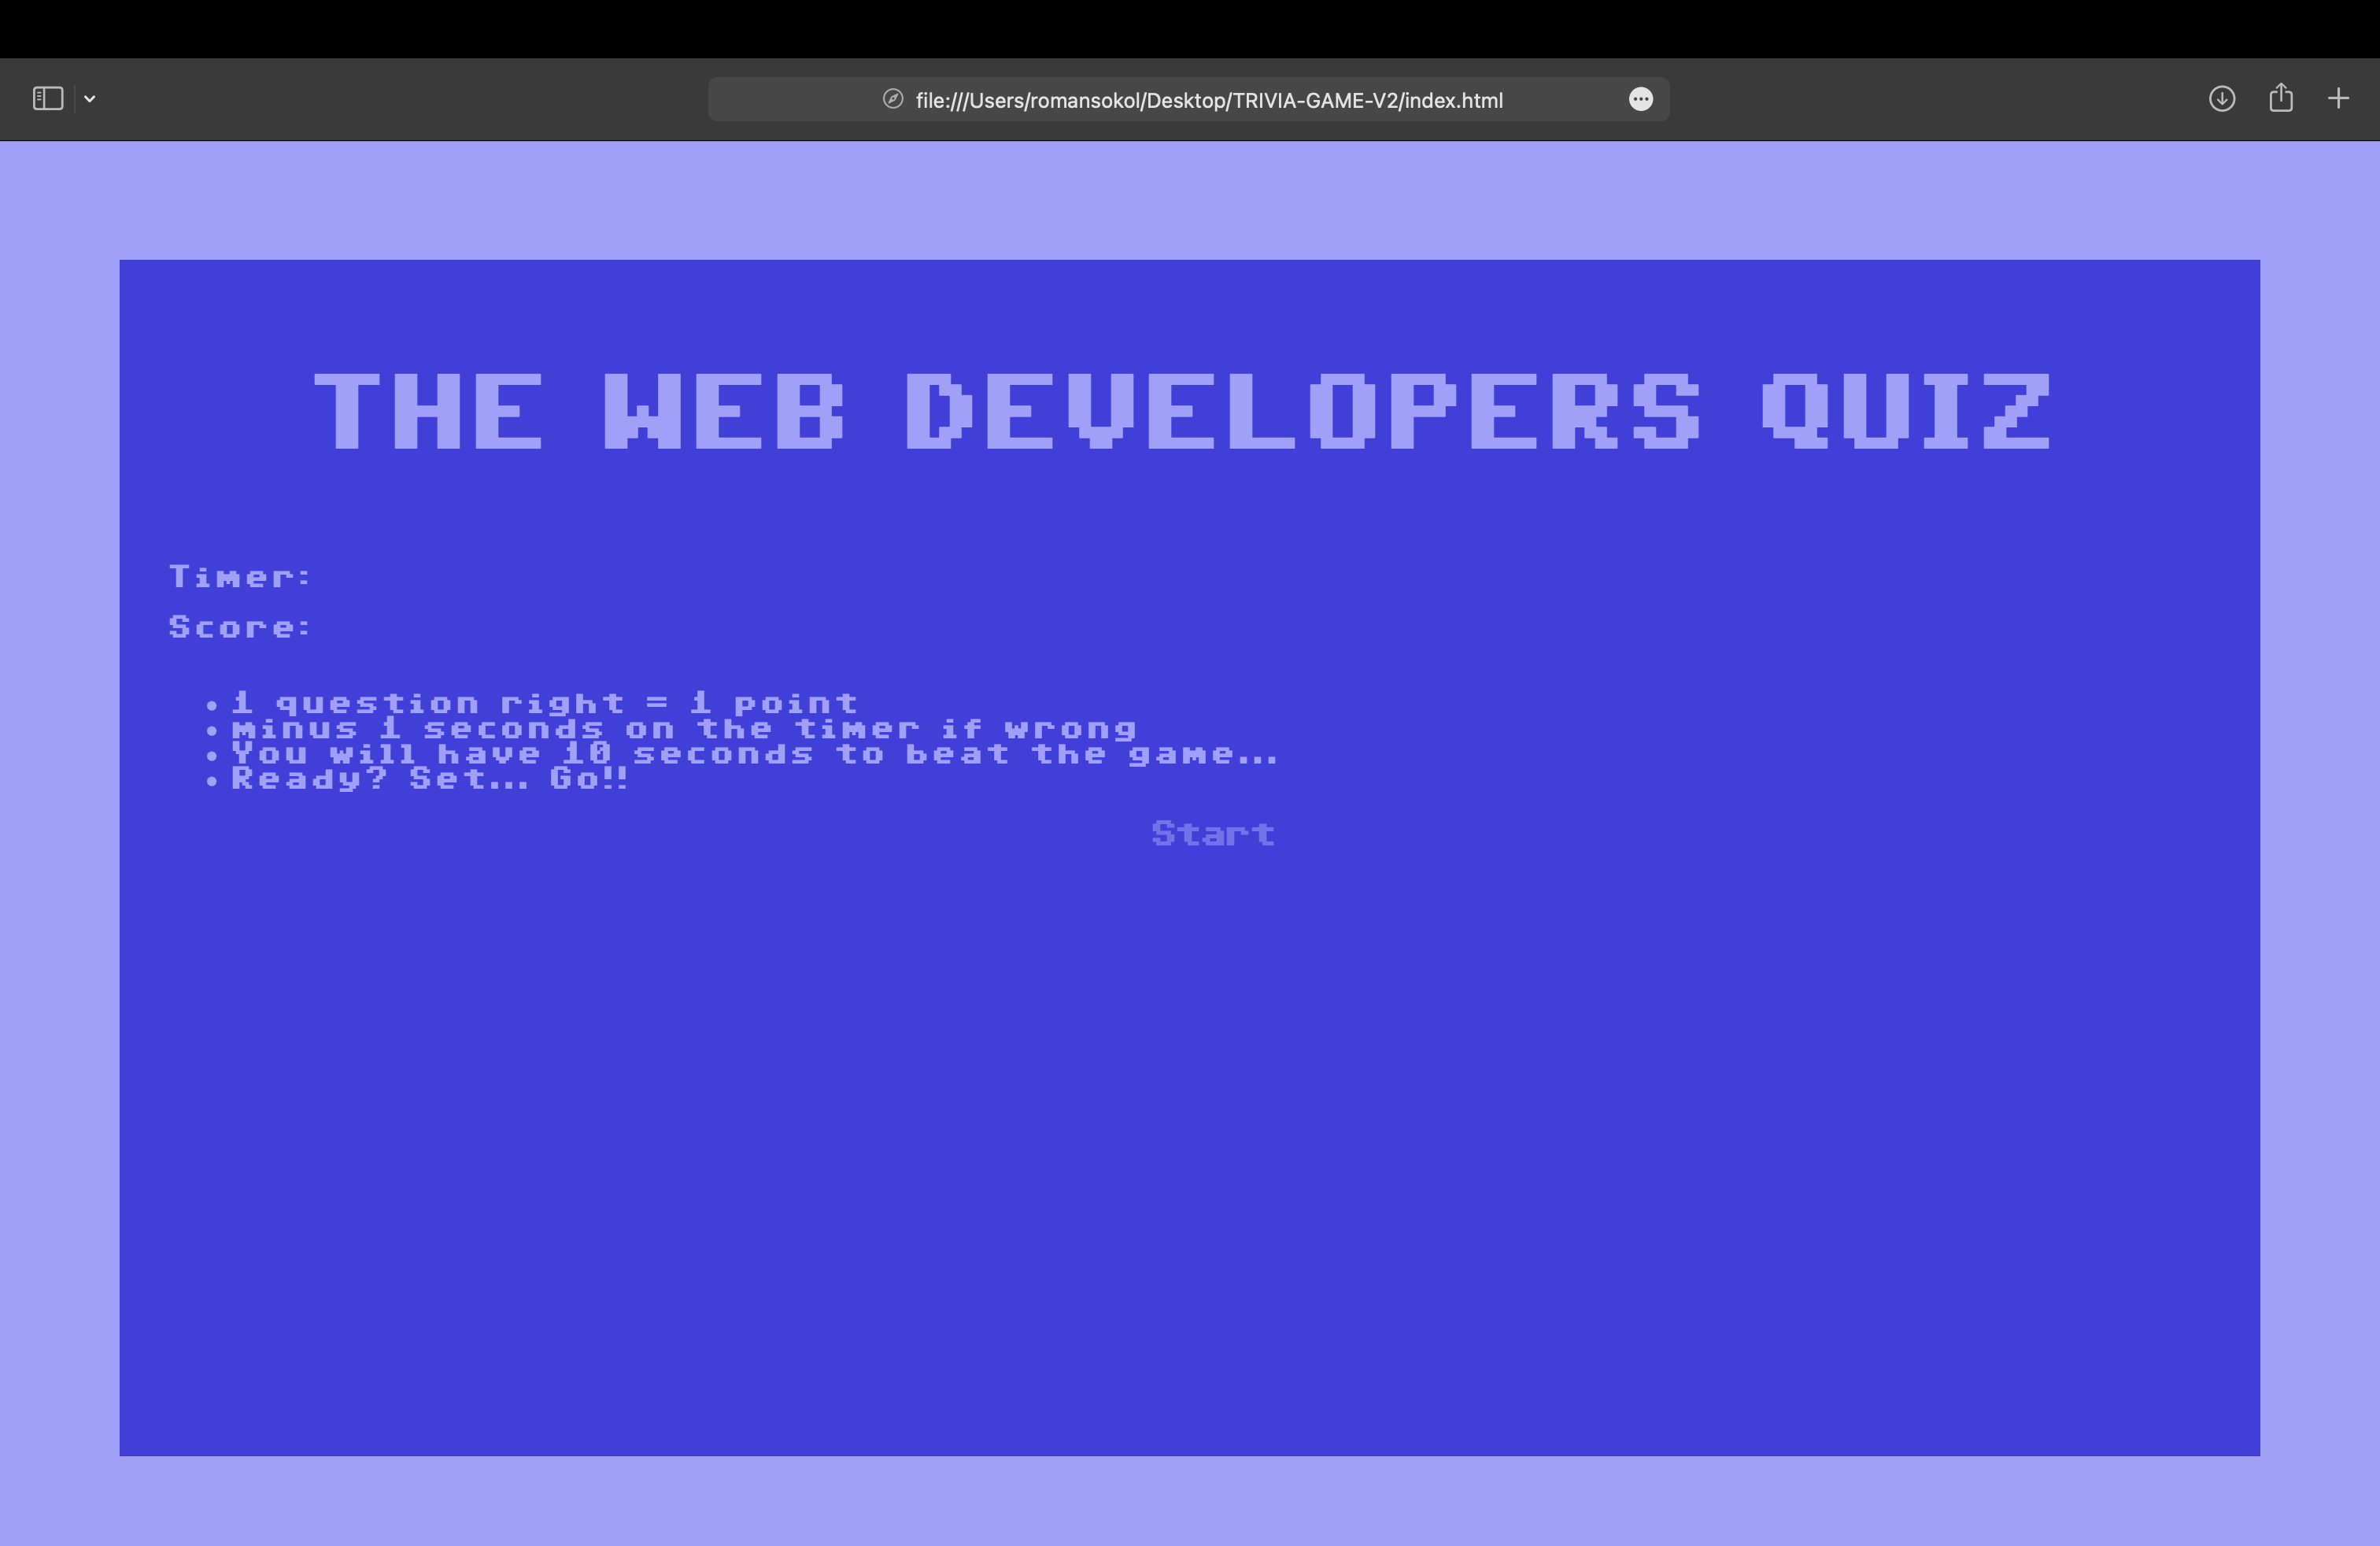 file:///Users/romansokol/Desktop/TRIVIA-GAME-V2/index.html
THE WEB DEVELOPERS QUIZ
Timer:
Score:
1 question right = 1 point
minus 1 seconds on the timer if wrong
You will have 10 seconds to beat the game...
Ready? Set... Go!!
Start